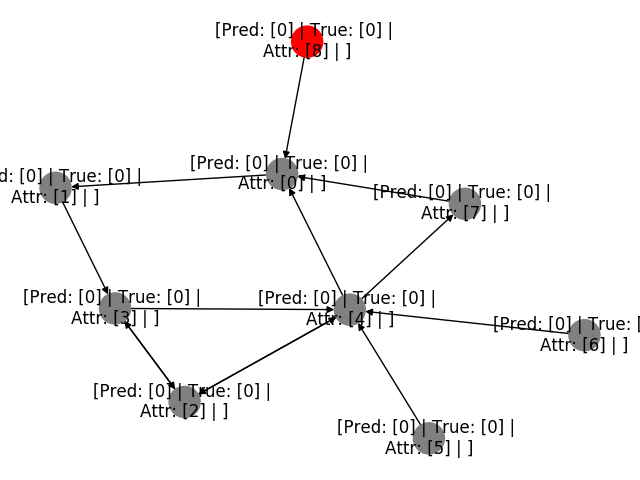 [Pred: [0] | True: [0] |
Attr: [8] | ]
[Pred: [0] | True: [0] |
Attr: [0] | ]
d: [0] | True: [0] |
Attr: [1] | ]
[Pred: [0] | True: [0] |
Attr: [7] | ]
[Pred: [0] | True: [0] |
Attr: [3] | ]
[Pred: [0] | True: [0] |
Attr: [4] | ]
[Pred: [0] | True: [
Attr: [6] | ]
[Pred: [0] | True: [0] |
Attr: [2] | ]
[Pred: [0] | True: [0] |
Attr: [5] | ]